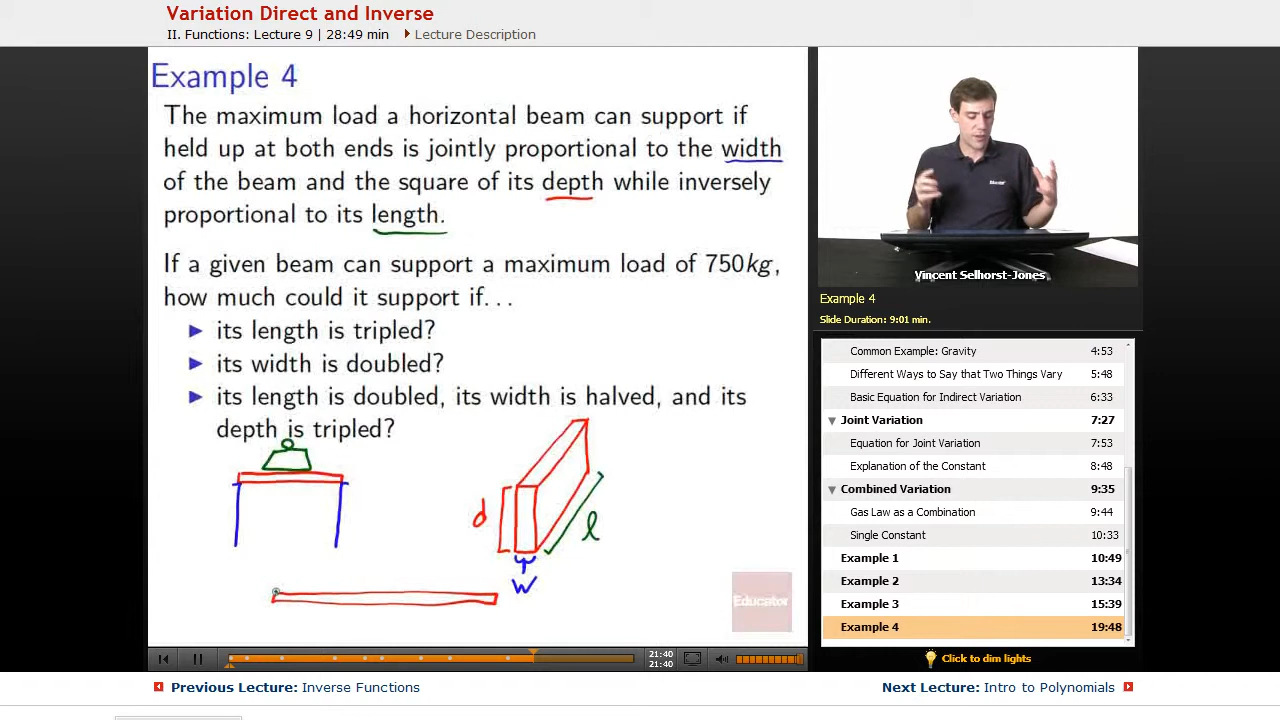 Variation Direct and Inverse
II. Functions: Lecture 9 | 28:49 min
Lecture Description
Example 4
The maximum load a horizontal beam can support if
held up at both ends is jointly proportional to the width
of the beam and the square of its depth while inversely
proportional to its length.
If a given beam can support a maximum load of 750kg,
how much could it support if...
its length is tripled?
its width is doubled?
its length is doubled, its width is halved, and its
depth is tripled?
d
l
w
Educator
Vincent Selhorst-Jones
Example 4
Slide Duration: 9:01 min.
Common Example: Gravity 4:53
Different Ways to Say that Two Things Vary 5:48
Basic Equation for Indirect Variation 6:33
Joint Variation 7:27
Equation for Joint Variation 7:53
Explanation of the Constant 8:48
Combined Variation 9:35
Gas Law as a Combination 9:44
Single Constant 10:33
Example 1 10:49
Example 2 13:34
Example 3 15:39
Example 4 19:48
21:40
21:40
Click to dim lights
Previous Lecture: Inverse Functions
Next Lecture: Intro to Polynomials